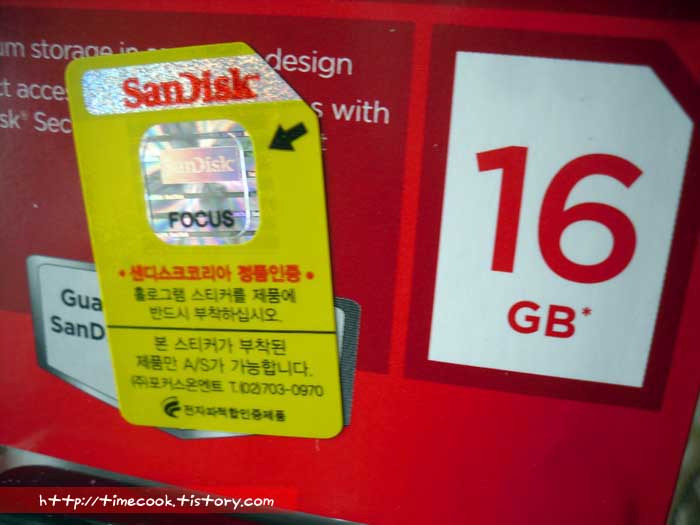 um storage in
design
ct acces
s with
sk® Sec
SanDisk
SanDisk
FOCUS
• 샌디스크코리아 정품인증 •
홀로그램 스티커를 제품에
반드시 부착하십시오.
본 스티커가 부착된
제품만 A/S가 가능합니다.
(주)포커스온엔트 T.(02)703-0970
전자파적합인증제품
Gua
SanD
16
GB*
http://timecook.tistory.com